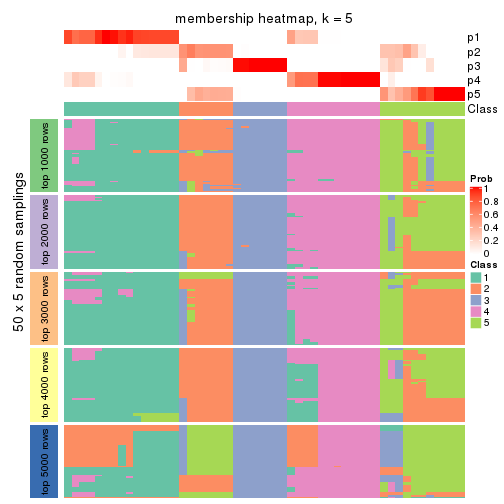 membership heatmap, k = 5
p1
p2
p3
p4
p5
Class
50 x 5 random samplings
top 1000 rows
top 2000 rows
top 3000 rows
top 4000 rows
top 5000 rows
Prob
1
0.8
0.6
0.4
0.2
0
Class
1
2
3
4
5